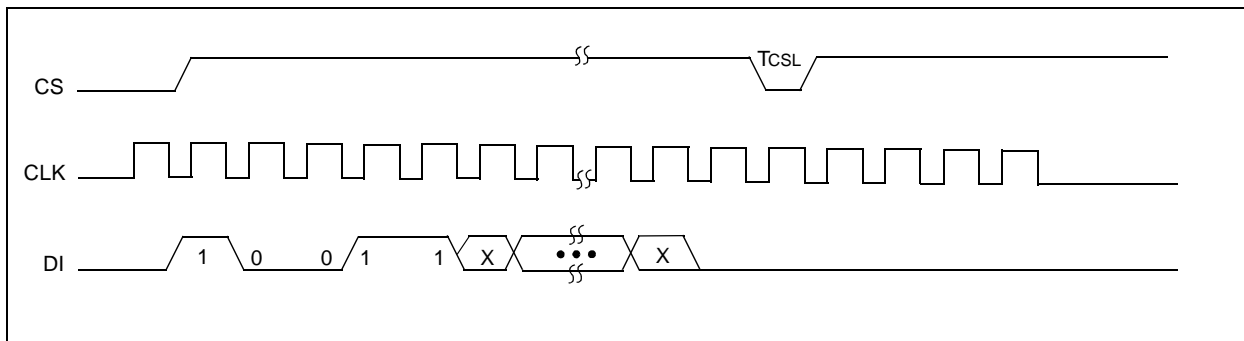 TCSL
CS
CLK
DI
1 0 0 1 1 X ••• X